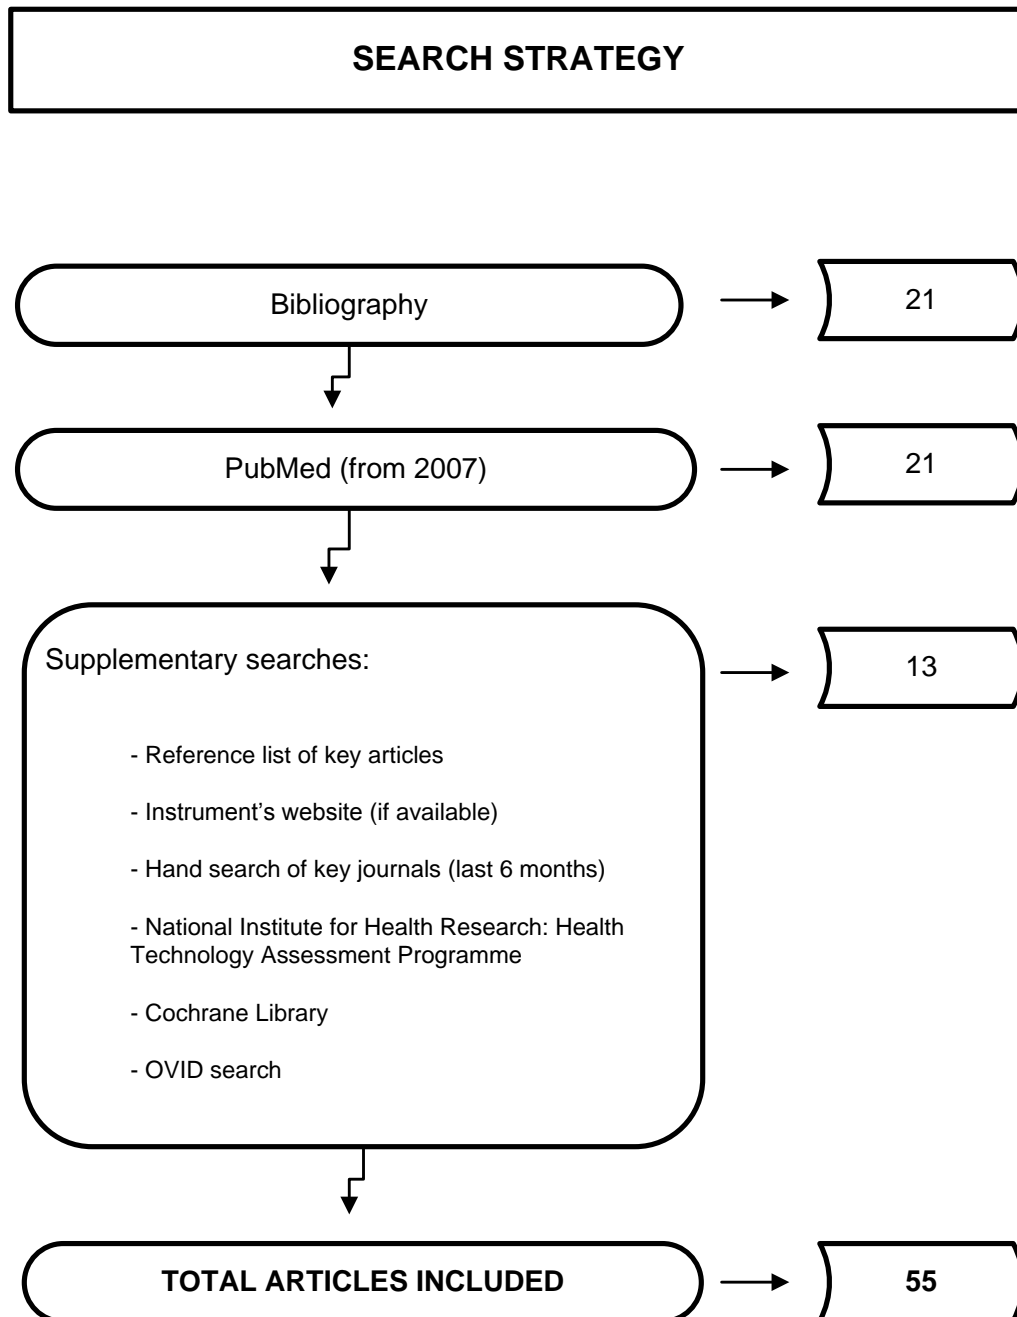 SEARCH STRATEGY
Bibliography
21
PubMed (from 2007)
21
Supplementary searches:
13
- Reference list of key articles
- Instrument’s website (if available)
- Hand search of key journals (last 6 months)
- National Institute for Health Research: Health
Technology Assessment Programme
- Cochrane Library
- OVID search
TOTAL ARTICLES INCLUDED
55